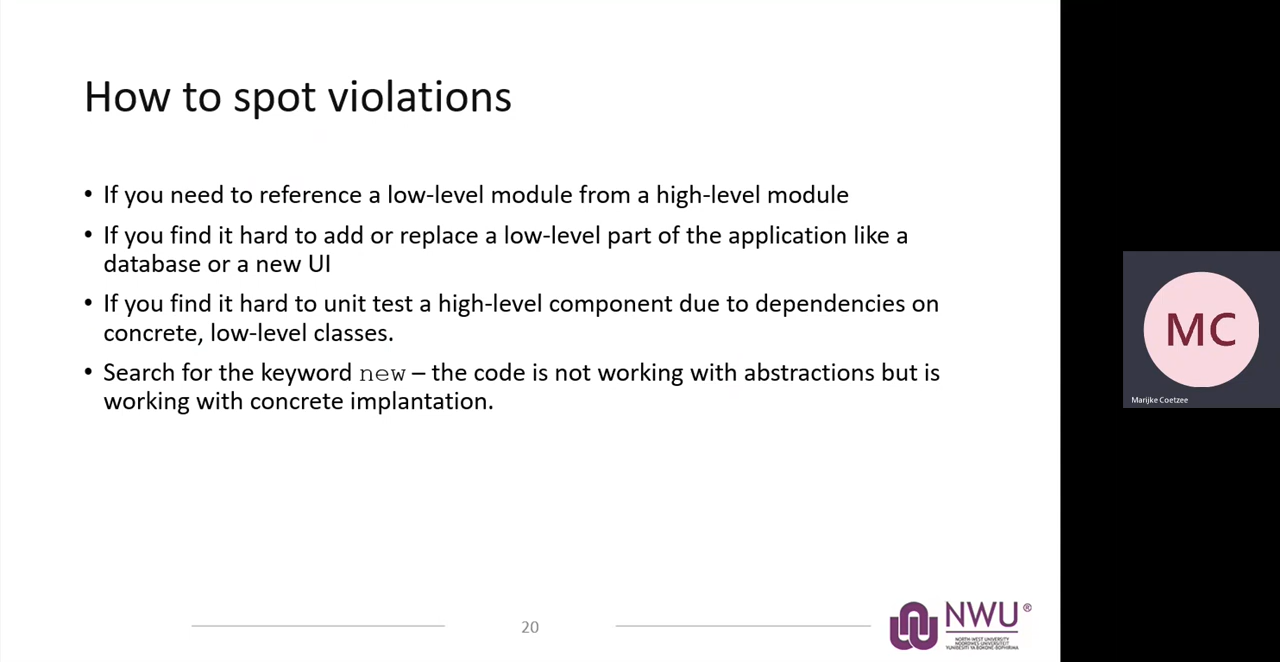 How to spot violations
• If you need to reference a low-level module from a high-level module
• If you find it hard to add or replace a low-level part of the application like a
database or a new UI
• If you find it hard to unit test a high-level component due to dependencies on
concrete, low-level classes.
• Search for the keyword new – the code is not working with abstractions but is
working with concrete implantation.
MC
Marijke Coetzee
20
NWU®
NORTH-WEST UNIVERSITY
NOORDWES-UNIVERSITEIT
YUNIBESITI YA BOKONE-BOPHIRIMA